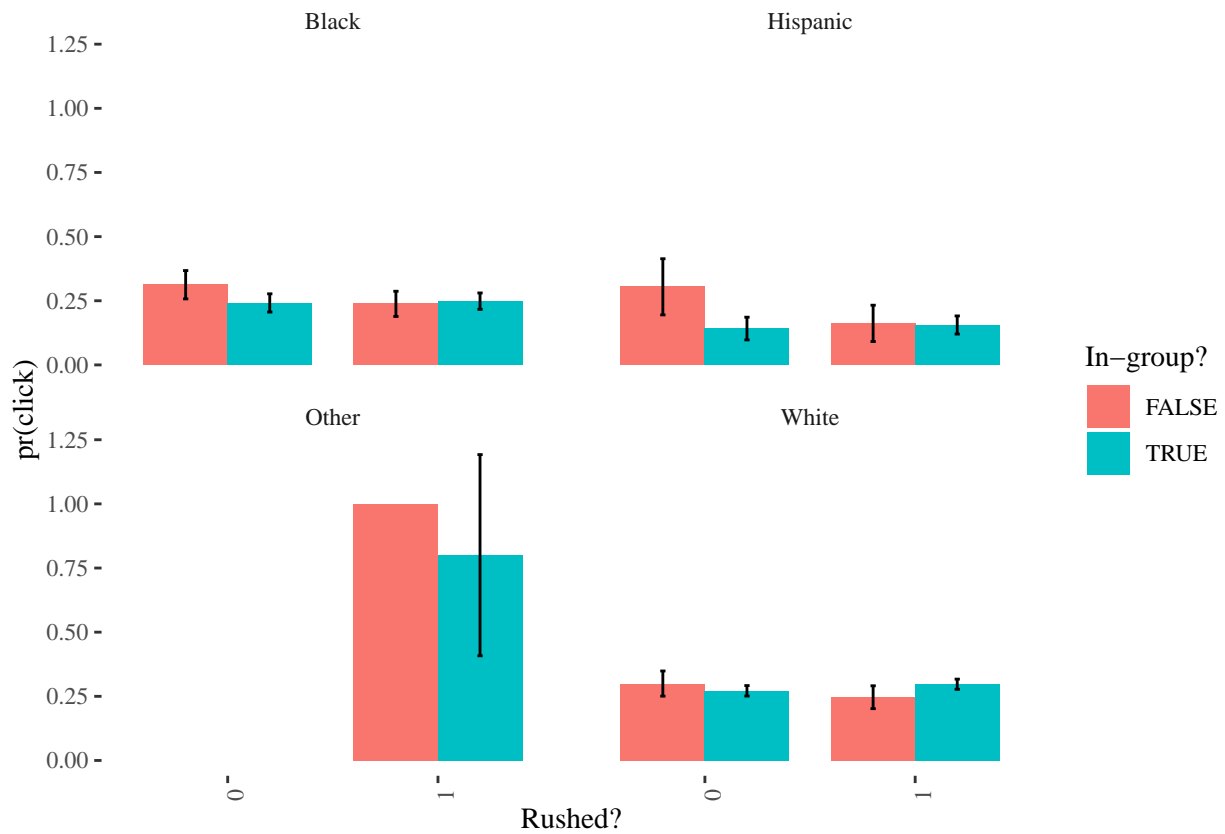 Black
Hispanic
1.25
1.00
0.75
0.50
0.25
0.00
Other
White
1.25
1.00
0.75
0.50
0.25
0.00
0
1
0
1
pr(click)
Rushed?
In−group?
FALSE
TRUE